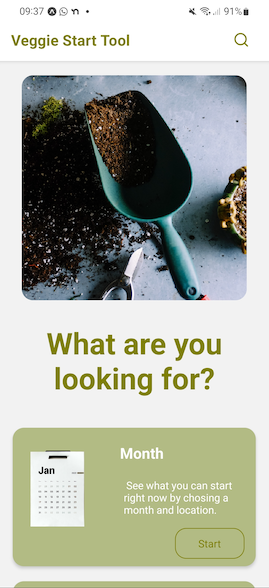 09:37
91%
Veggie Start Tool
What are you
looking for?
Month
Jan
See what you can start
right now by chosing a
month and location.
Start